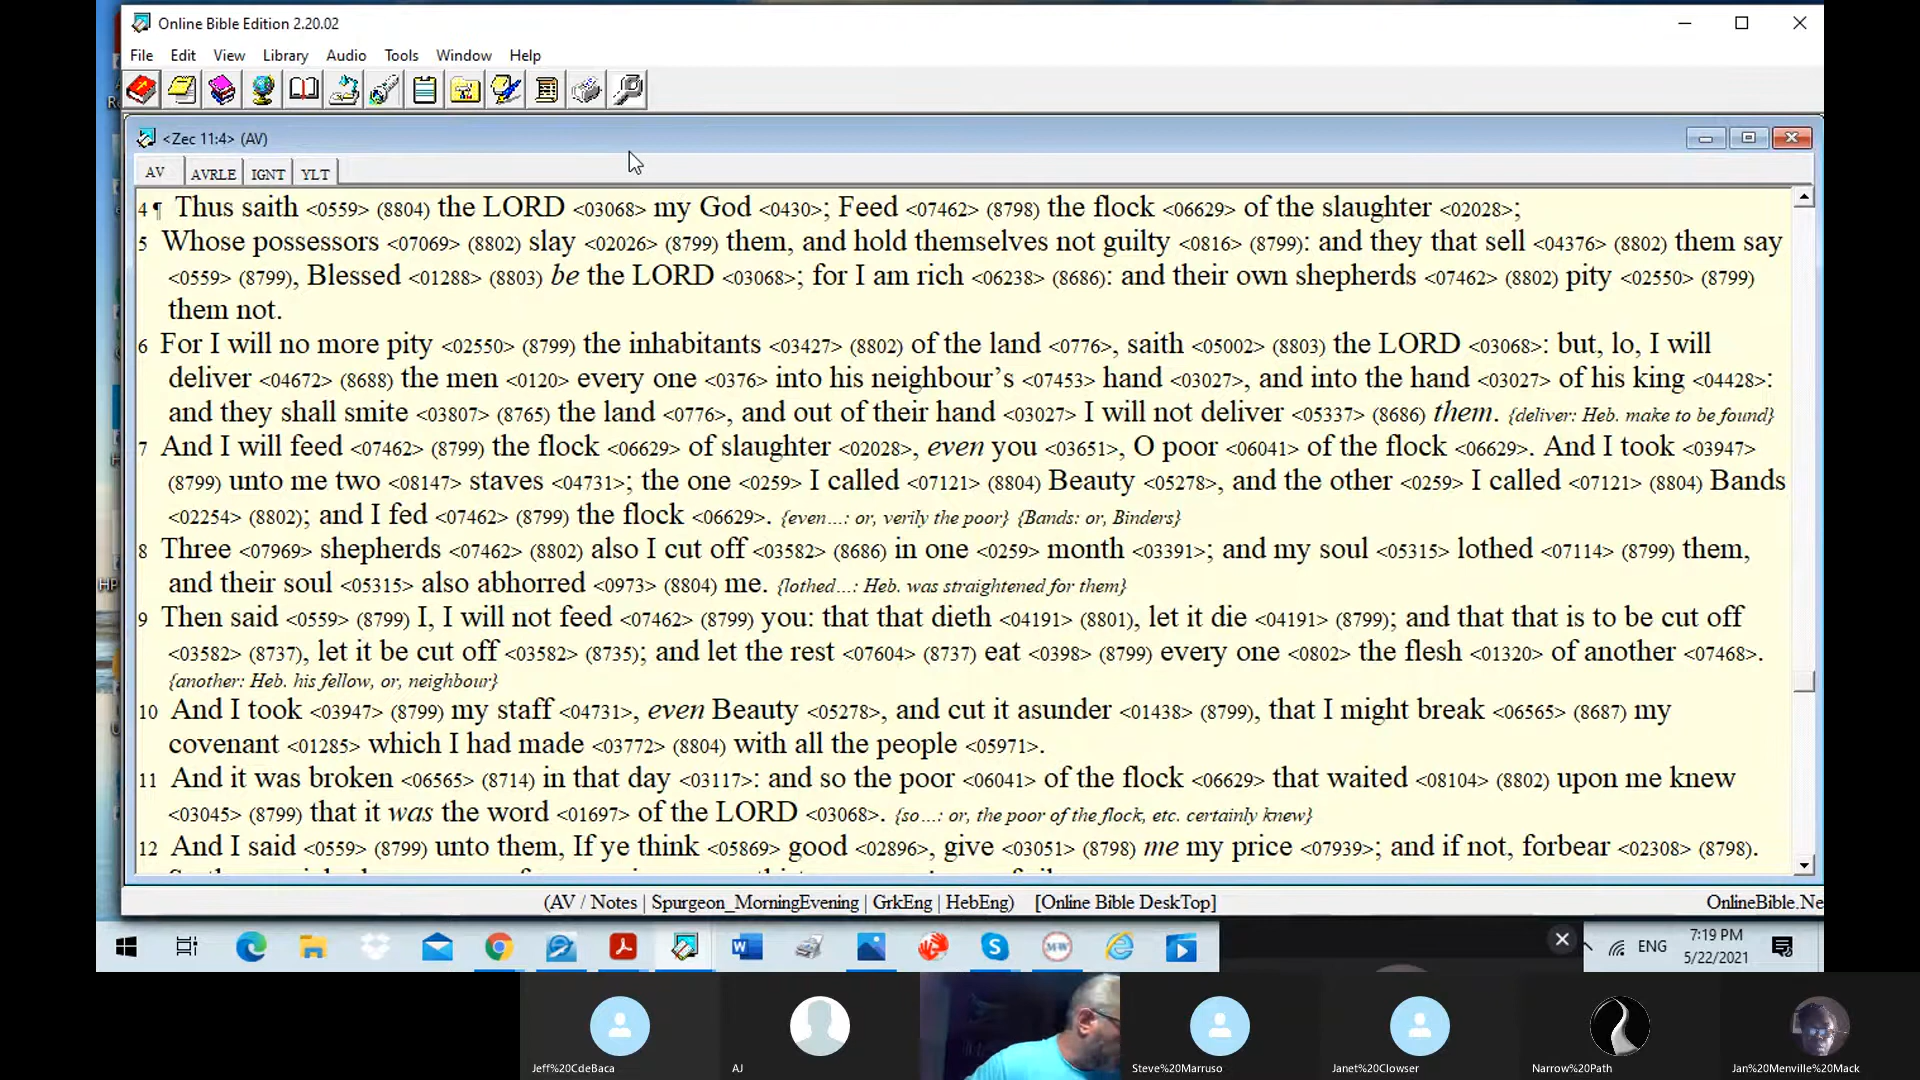 Online Bible Edition 2.20.02
File Edit View Library Audio Tools Window Help
<Zec 11:4> (AV)
AV AVRLE IGNT YLT
4 ¶ Thus saith <0559> (8804) the LORD <03068> my God <0430>; Feed <07462> (8798) the flock <06629> of the slaughter <02028>;
5 Whose possessors <07069> (8802) slay <02026> (8799) them, and hold themselves not guilty <0816> (8799): and they that sell <04376> (8802) them say
<0559> (8799), Blessed <01288> (8803) be the LORD <03068>; for I am rich <06238> (8686): and their own shepherds <07462> (8802) pity <02550> (8799)
them not.
6 For I will no more pity <02550> (8799) the inhabitants <03427> (8802) of the land <0776>, saith <05002> (8803) the LORD <03068>: but, lo, I will
deliver <04672> (8688) the men <0120> every one <0376> into his neighbour’s <07453> hand <03027>, and into the hand <03027> of his king <04428>:
and they shall smite <03807> (8765) the land <0776>, and out of their hand <03027> I will not deliver <05337> (8686) them. {deliver: Heb. make to be found}
7 And I will feed <07462> (8799) the flock <06629> of slaughter <02028>, even you <03651>, O poor <06041> of the flock <06629>. And I took <03947>
(8799) unto me two <08147> staves <04731>; the one <0259> I called <07121> (8804) Beauty <05278>, and the other <0259> I called <07121> (8804) Bands
<02254> (8802); and I fed <07462> (8799) the flock <06629>. {even…: or, verily the poor} {Bands: or, Binders}
8 Three <07969> shepherds <07462> (8802) also I cut off <03582> (8686) in one <0259> month <03391>; and my soul <05315> lothed <07114> (8799) them,
and their soul <05315> also abhorred <0973> (8804) me. {lothed…: Heb. was straightened for them}
9 Then said <0559> (8799) I, I will not feed <07462> (8799) you: that that dieth <04191> (8801), let it die <04191> (8799); and that that is to be cut off
<03582> (8737), let it be cut off <03582> (8735); and let the rest <07604> (8737) eat <0398> (8799) every one <0802> the flesh <01320> of another <07468>.
{another: Heb. his fellow, or, neighbour}
10 And I took <03947> (8799) my staff <04731>, even Beauty <05278>, and cut it asunder <01438> (8799), that I might break <06565> (8687) my
covenant <01285> which I had made <03772> (8804) with all the people <05971>.
11 And it was broken <06565> (8714) in that day <03117>: and so the poor <06041> of the flock <06629> that waited <08104> (8802) upon me knew
<03045> (8799) that it was the word <01697> of the LORD <03068>. {so…: or, the poor of the flock, etc. certainly knew}
12 And I said <0559> (8799) unto them, If ye think <05869> good <02896>, give <03051> (8798) me my price <07939>; and if not, forbear <02308> (8798).
(AV / Notes | Spurgeon_MorningEvening | GrkEng | HebEng) [Online Bible DeskTop] OnlineBible.Ne
ENG 7:19 PM
5/22/2021
Jeff%20CdeBaca AJ Steve%20Marruso Janet%20Clowser Narrow%20Path Jan%20Menville%20Mack